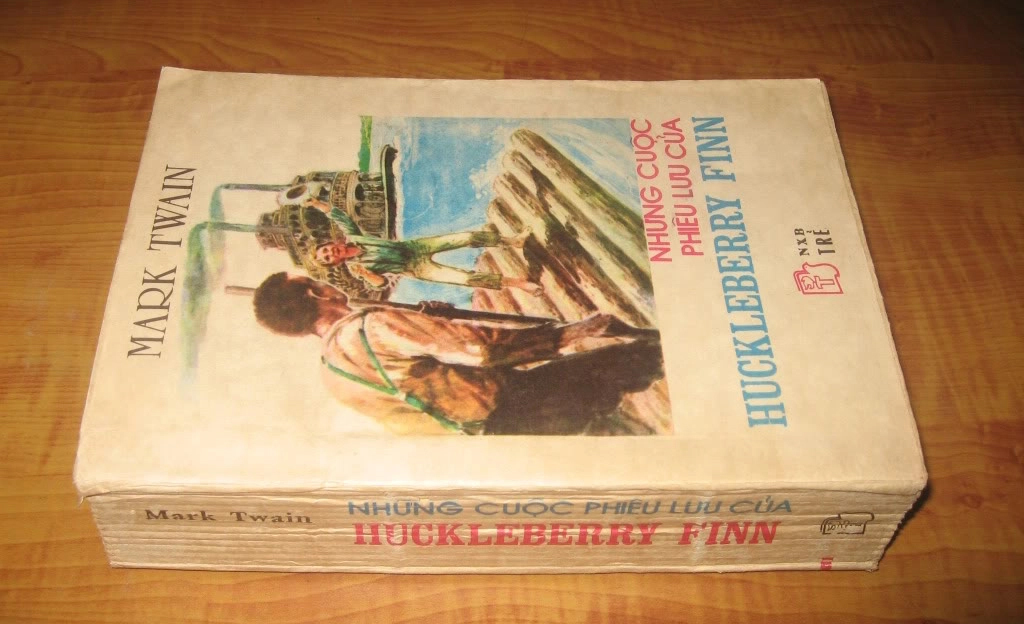 MARK TWAIN
NHỮNG CUỘC
PHIÊU LƯU CỦA
HUCKLEBERRY FINN
NXB
TRẺ
Mark Twain
NHỮNG CUỘC PHIÊU LƯU CỦA
HUCKLEBERRY FINN